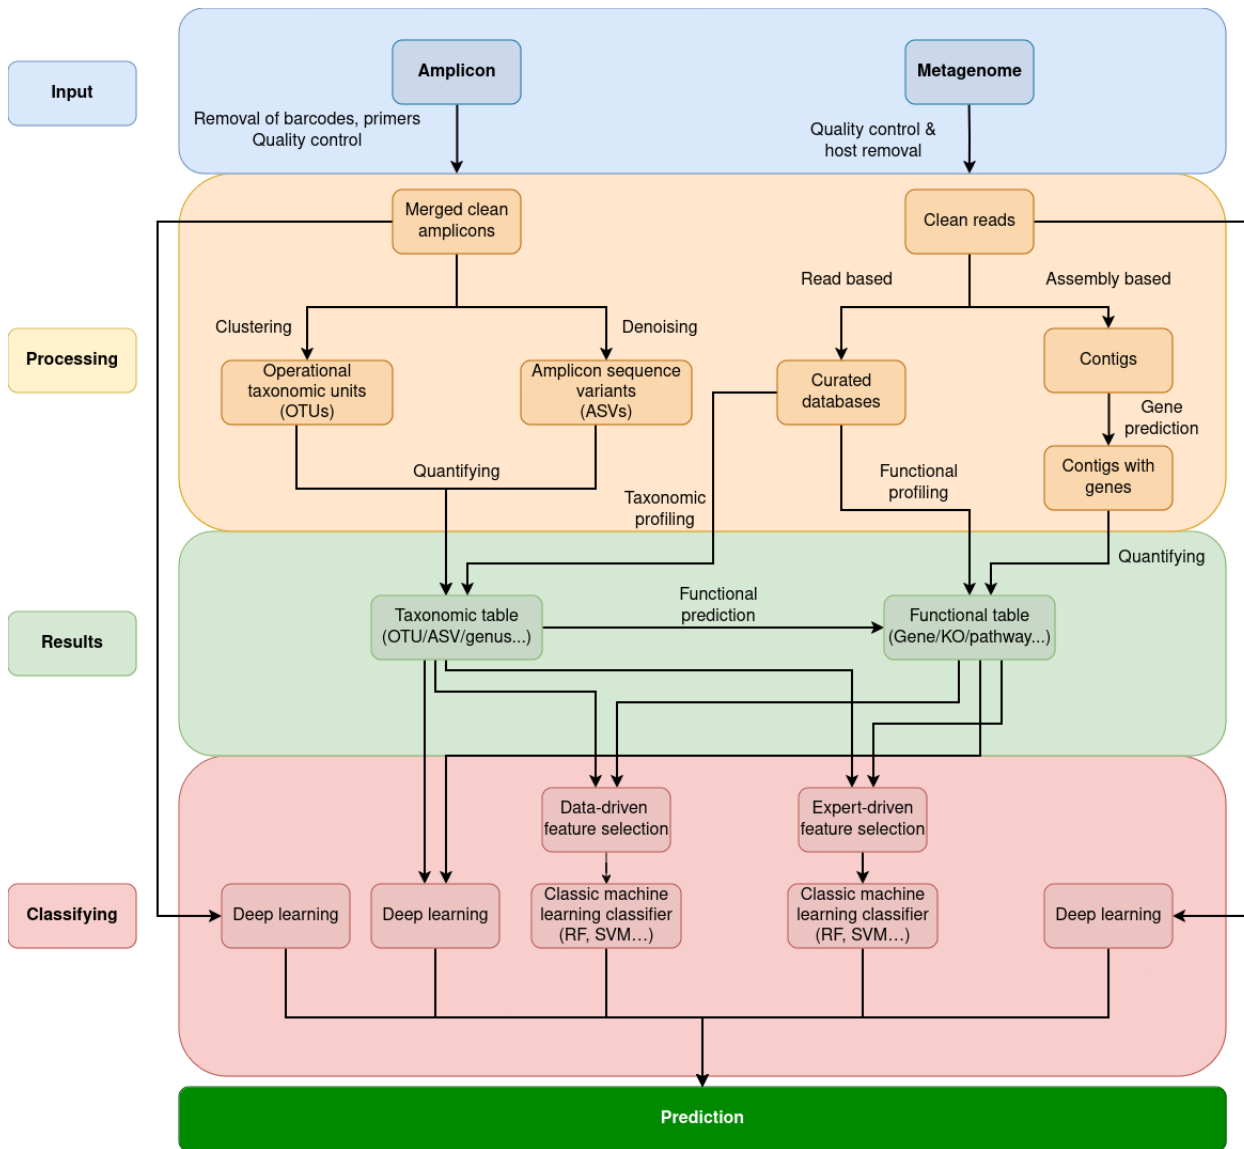 Input
Amplicon
Metagenome
Removal of barcodes, primers
Quality control
Quality control &
host removal
Processing
Merged clean
amplicons
Clean reads
Read based
Assembly based
Clustering
Denoising
Operational
taxonomic units
(OTUs)
Amplicon sequence
variants
(ASVs)
Curated
databases
Contigs
Gene
prediction
Contigs with
genes
Quantifying
Taxonomic
profiling
Functional
profiling
Quantifying
Results
Taxonomic table
(OTU/ASV/genus...)
Functional
prediction
Functional table
(Gene/KO/pathway...)
Classifying
Data-driven
feature selection
Expert-driven
feature selection
Deep learning
Deep learning
Classic machine
learning classifier
(RF, SVM…)
Classic machine
learning classifier
(RF, SVM…)
Deep learning
Prediction